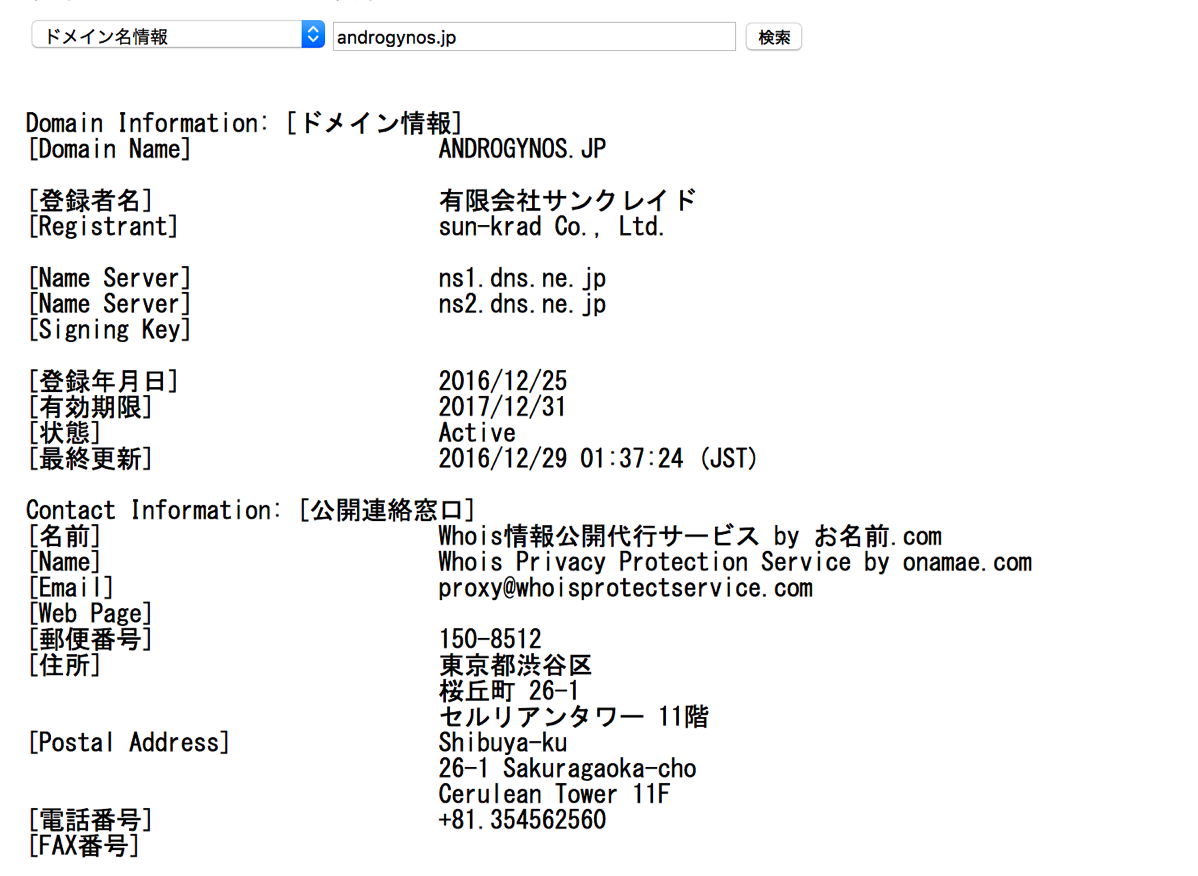 ドメイン名情報 androgynos.jp 検索
Domain Information: [ドメイン情報]
[Domain Name] ANDROGYNOS.JP
[登録者名] 有限会社サンクレイド
[Registrant] sun-krad Co., Ltd.
[Name Server] ns1.dns.ne.jp
[Name Server] ns2.dns.ne.jp
[Signing Key]
[登録年月日] 2016/12/25
[有効期限] 2017/12/31
[状態] Active
[最終更新] 2016/12/29 01:37:24 (JST)
Contact Information: [公開連絡窓口]
[名前] Whois情報公開代行サービス by お名前.com
[Name] Whois Privacy Protection Service by onamae.com
[Email] proxy@whoisprotectservice.com
[Web Page]
[郵便番号] 150-8512
[住所] 東京都渋谷区
桜丘町 26-1
セルリアンタワー 11階
[Postal Address] Shibuya-ku
26-1 Sakuragaoka-cho
Cerulean Tower 11F
[電話番号] +81.354562560
[FAX番号]